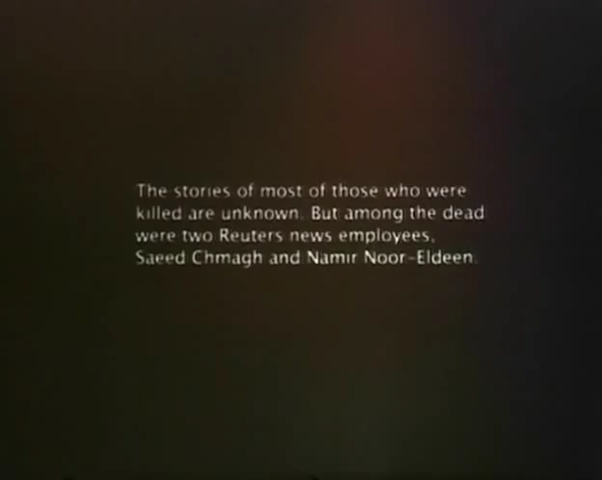 The stories of most of those who were
killed are unknown. But among the dead
were two Reuters news employees,
Saeed Chmagh and Namir Noor-Eldeen.